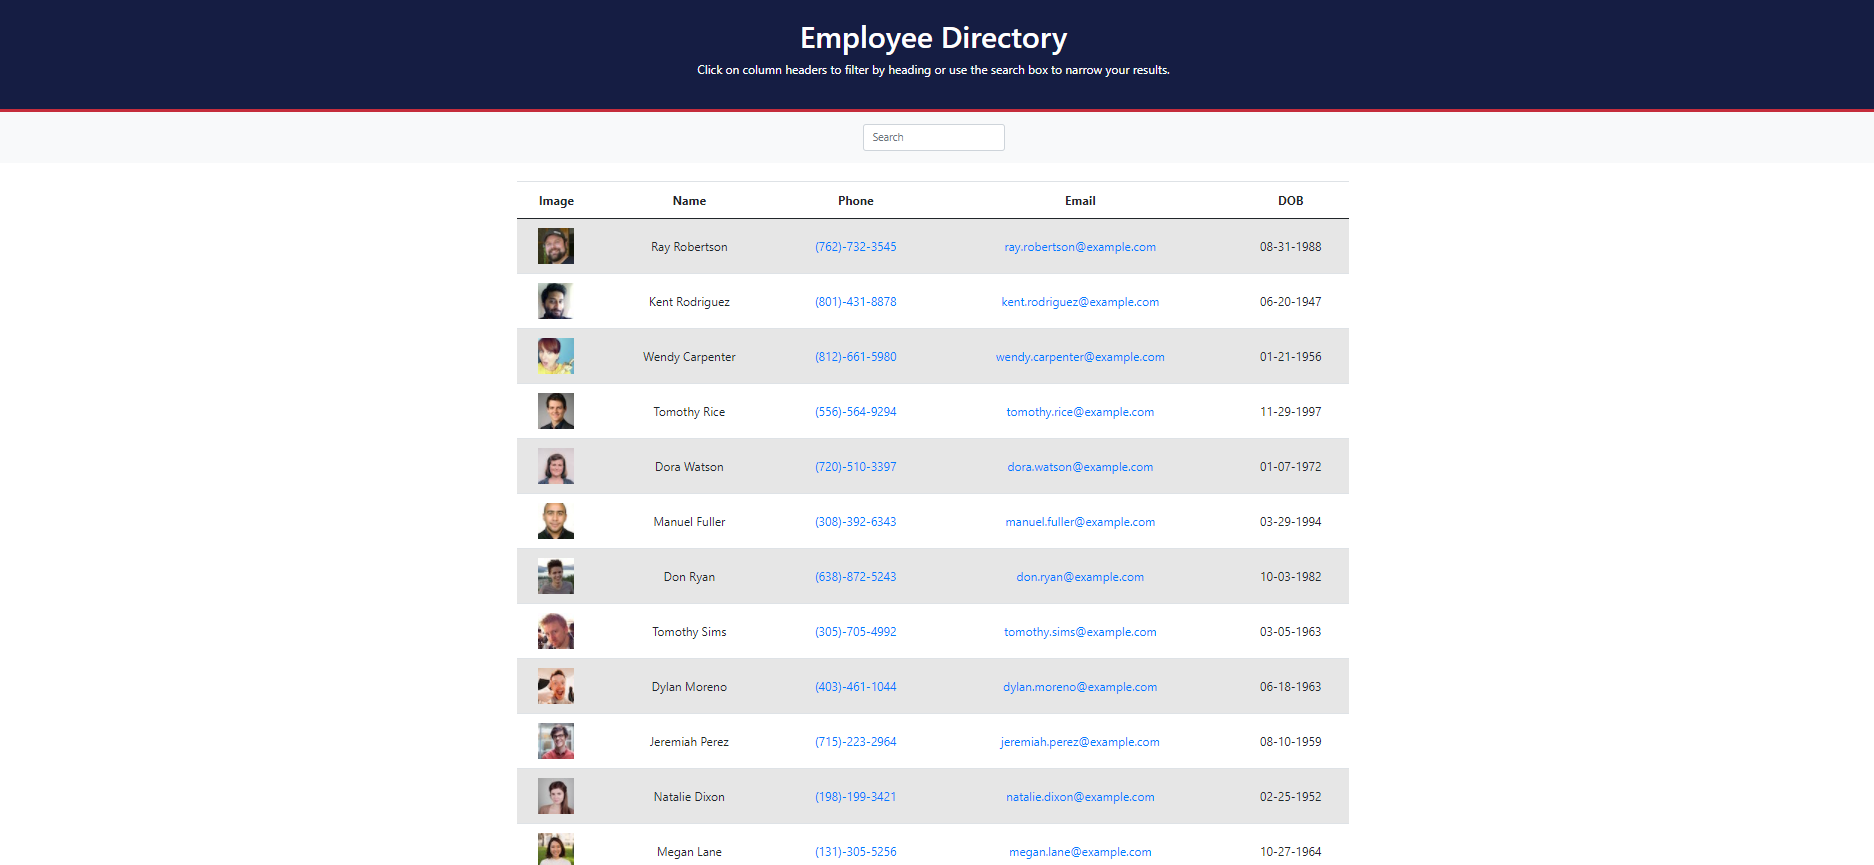 Employee Directory
Click on column headers to filter by heading or use the search box to narrow your results.
Search
Image Name Phone Email DOB
Ray Robertson (762)-732-3545 ray.robertson@example.com 08-31-1988
Kent Rodriguez (801)-431-8878 kent.rodriguez@example.com 06-20-1947
Wendy Carpenter (812)-661-5980 wendy.carpenter@example.com 01-21-1956
Tomothy Rice (556)-564-9294 tomothy.rice@example.com 11-29-1997
Dora Watson (720)-510-3397 dora.watson@example.com 01-07-1972
Manuel Fuller (308)-392-6343 manuel.fuller@example.com 03-29-1994
Don Ryan (638)-872-5243 don.ryan@example.com 10-03-1982
Tomothy Sims (305)-705-4992 tomothy.sims@example.com 03-05-1963
Dylan Moreno (403)-461-1044 dylan.moreno@example.com 06-18-1963
Jeremiah Perez (715)-223-2964 jeremiah.perez@example.com 08-10-1959
Natalie Dixon (198)-199-3421 natalie.dixon@example.com 02-25-1952
Megan Lane (131)-305-5256 megan.lane@example.com 10-27-1964